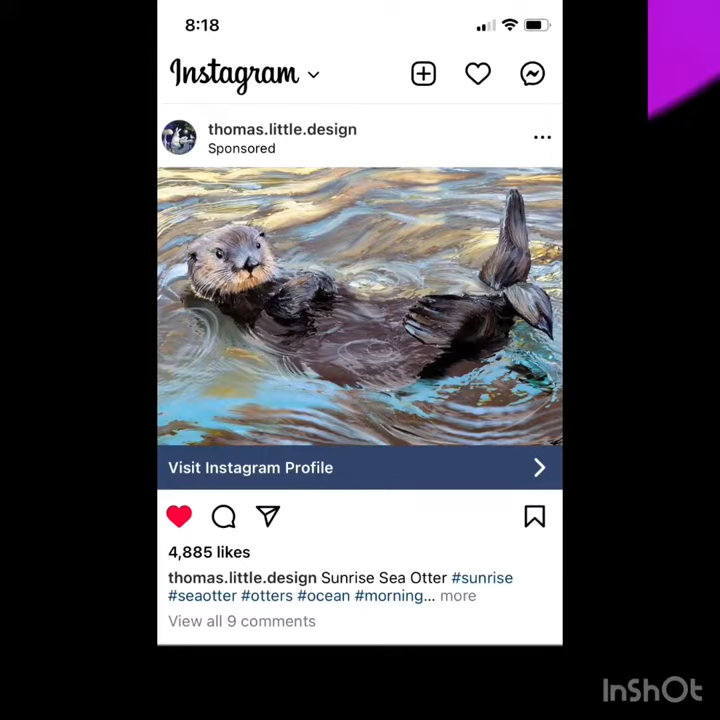 8:18
Instagram
thomas.little.design
Sponsored
Visit Instagram Profile
4,885 likes
thomas.little.design Sunrise Sea Otter #sunrise
#seaotter #otters #ocean #morning... more
View all 9 comments
InShOt